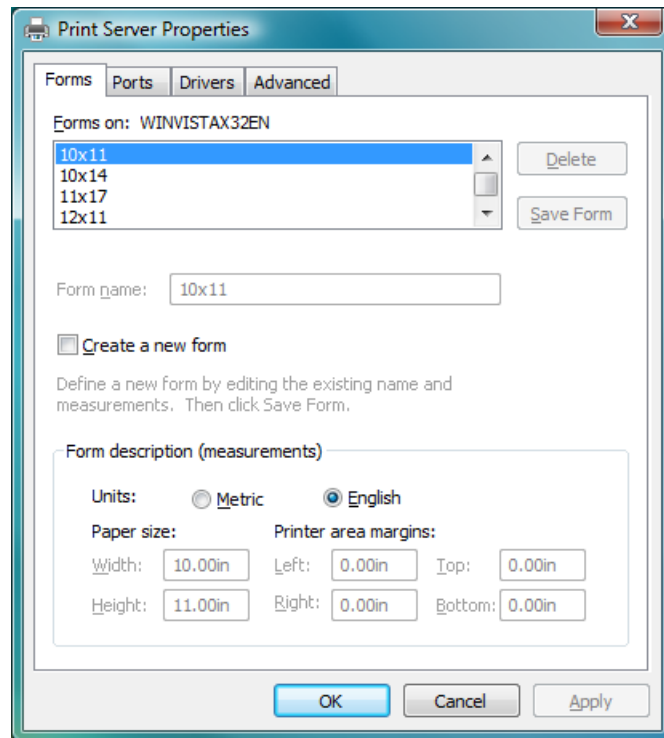 Print Server Properties
Forms Ports Drivers Advanced
Forms on: WINVISTAX32EN
10x11
10x14
11x17
12x11
Delete
Save Form
Form name: 10x11
Create a new form
Define a new form by editing the existing name and
measurements. Then click Save Form.
Form description (measurements)
Units: Metric English
Paper size: Printer area margins:
Width: 10.00in Left: 0.00in Top: 0.00in
Height: 11.00in Right: 0.00in Bottom: 0.00in
OK Cancel Apply